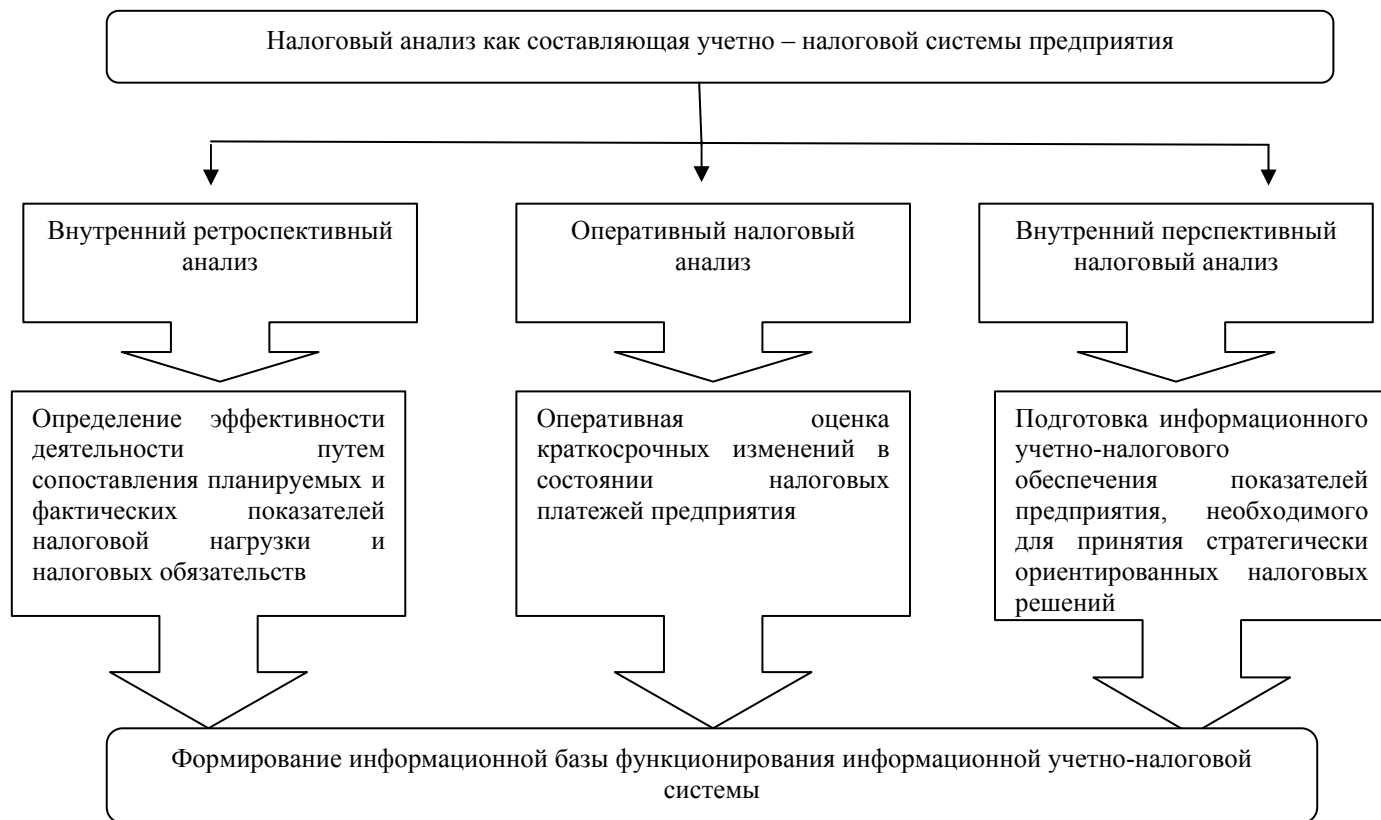 Налоговый анализ как составляющая учетно – налоговой системы предприятия
Внутренний ретроспективный
анализ
Оперативный налоговый
анализ
Внутренний перспективный
налоговый анализ
Определение эффективности
деятельности путем
сопоставления планируемых и
фактических показателей
налоговой нагрузки и
налоговых обязательств
Оперативная оценка
краткосрочных изменений в
состоянии налоговых
платежей предприятия
Подготовка информационного
учетно-налогового
обеспечения показателей
предприятия, необходимого
для принятия стратегически
ориентированных налоговых
решений
Формирование информационной базы функционирования информационной учетно-налоговой
системы